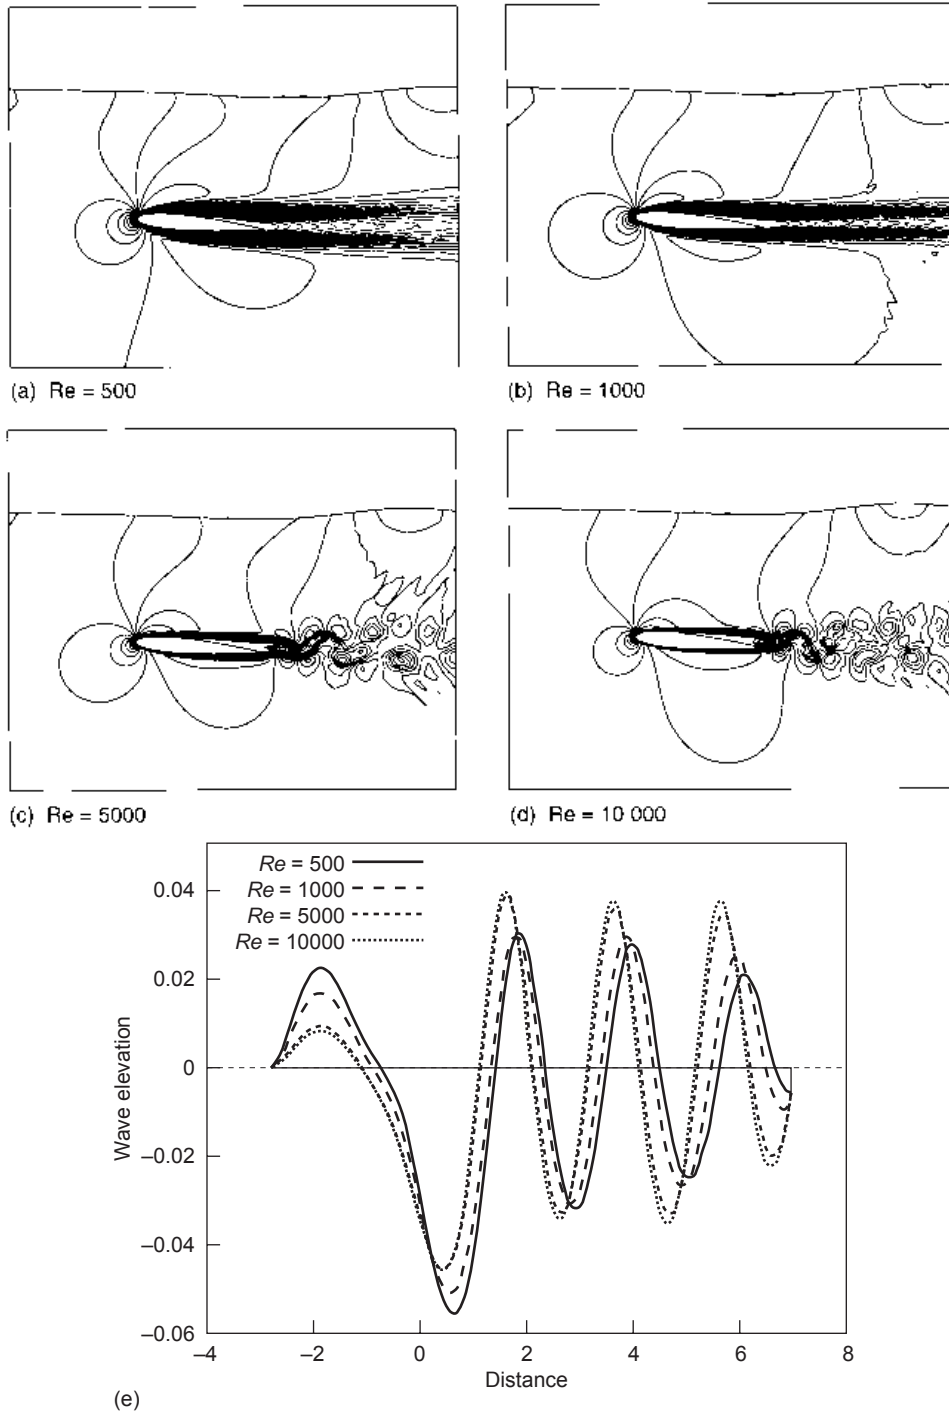 (a) Re = 500
(b) Re = 1000
(c) Re = 5000
(d) Re = 10 000
Re = 500
Re = 1000
Re = 5000
Re = 10000
0.04
0.02
0
−0.02
−0.04
−0.06
Wave elevation
−4 −2 0 2 4 6 8
Distance
(e)